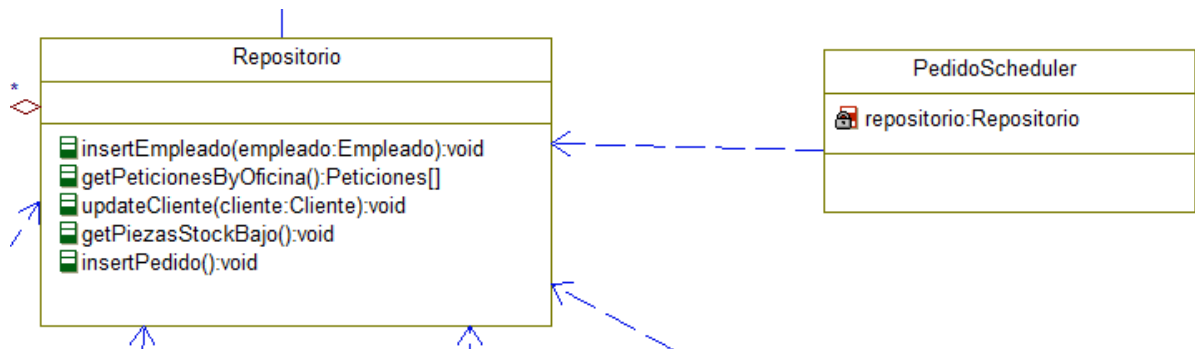 Repositorio
*
insertEmpleado(empleado:Empleado):void
getPeticionesByOficina():Peticiones[]
updateCliente(cliente:Cliente):void
getPiezasStockBajo():void
insertPedido():void
PedidoScheduler
repositorio:Repositorio